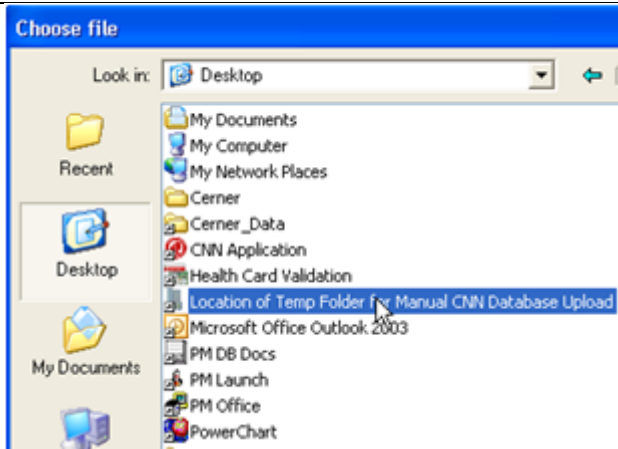 Choose file
Look in: Desktop
My Documents
My Computer
Recent
My Network Places
Cerner
Cerner_Data
CNN Application
Desktop
Health Card Validation
Location of Temp Folder for Manual CNN Database Upload
Microsoft Office Outlook 2003
PM DB Docs
My Documents
PM Launch
PM Office
PowerChart